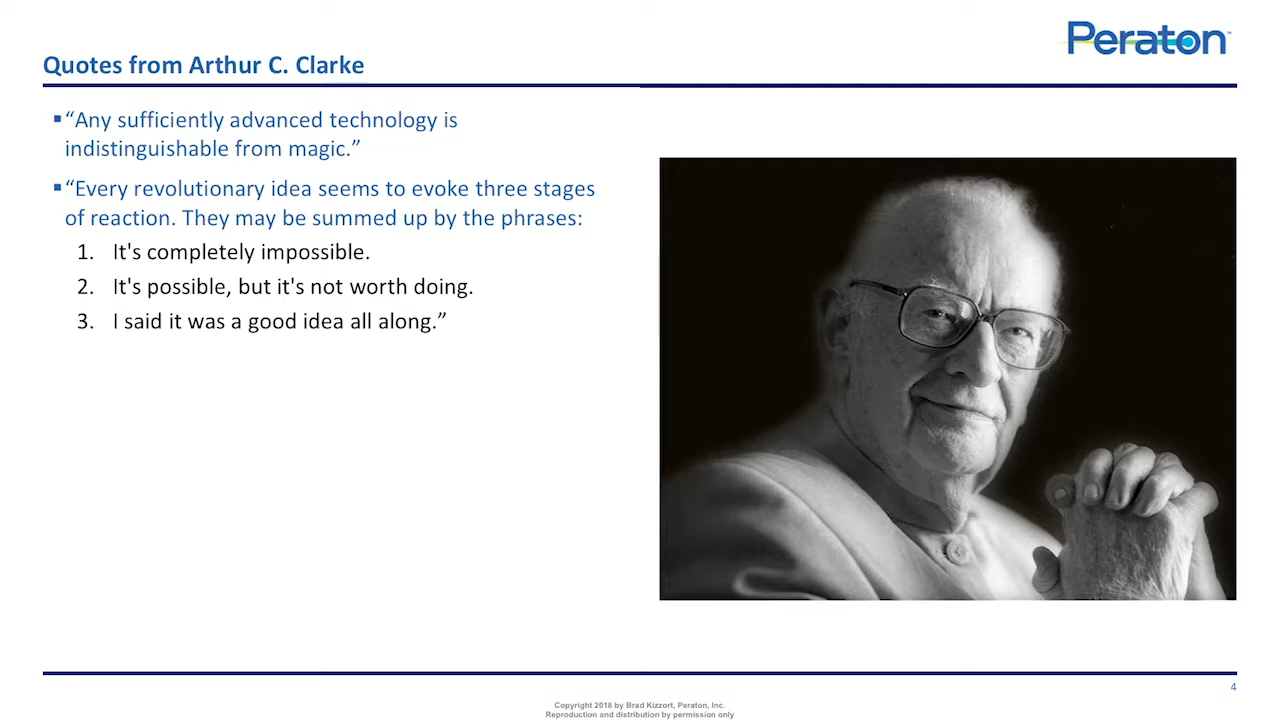 Peraton™
Quotes from Arthur C. Clarke
▪“Any sufficiently advanced technology is
indistinguishable from magic.”
▪“Every revolutionary idea seems to evoke three stages
of reaction. They may be summed up by the phrases:
1. It's completely impossible.
2. It's possible, but it's not worth doing.
3. I said it was a good idea all along.”
4
Copyright 2018 by Brad Kizzort, Peraton, Inc.
Reproduction and distribution by permission only